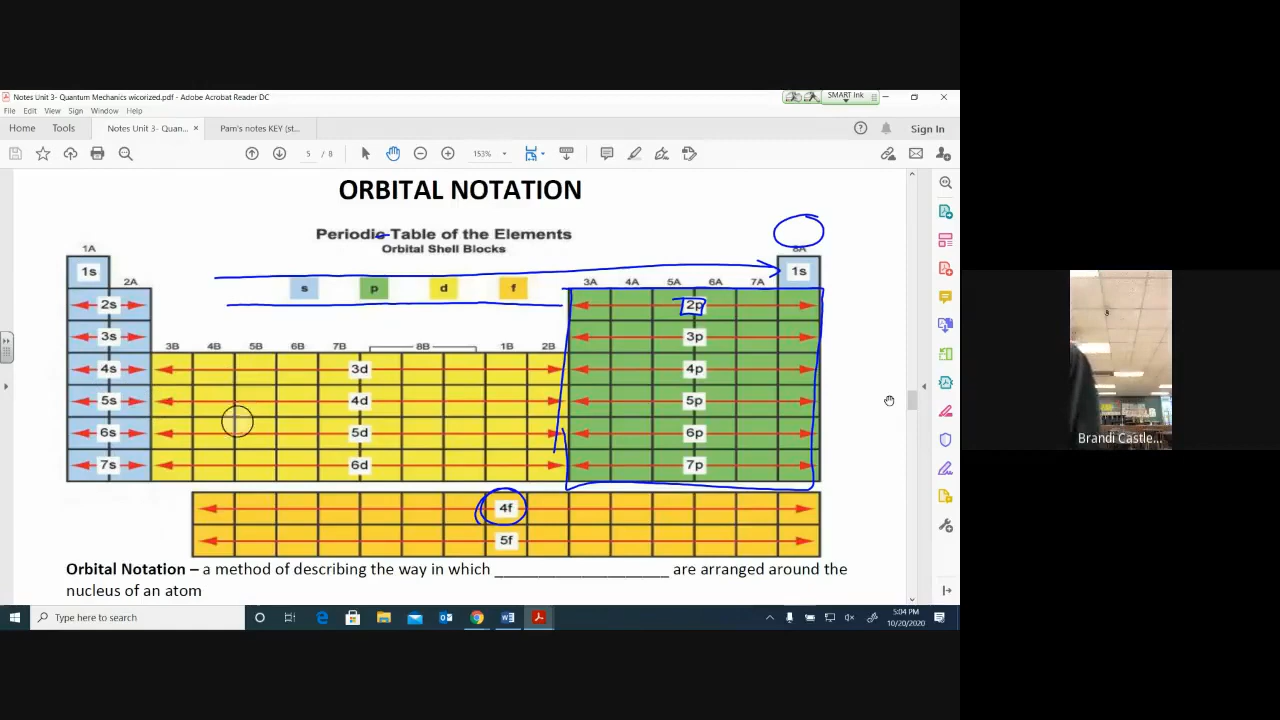 Notes Unit 3- Quantum Mechanics wicorized.pdf - Adobe Acrobat Reader DC
SMART Ink
File Edit View Sign Window Help
Home Tools Notes Unit 3- Quan... × Pam's notes KEY (st... Sign In
5 / 8 153%
ORBITAL NOTATION
Periodic Table of the Elements
Orbital Shell Blocks
1A 8A
1s 1s
2A s p d f 3A 4A 5A 6A 7A
2s 2p
3s 3p
3B 4B 5B 6B 7B 8B 1B 2B
4s 3d 4p
5s 4d 5p
6s 5d 6p
7s 6d 7p
4f
5f
Orbital Notation – a method of describing the way in which ______________________ are arranged around the
nucleus of an atom
Brandi Castle...
Type here to search
5:04 PM
10/20/2020